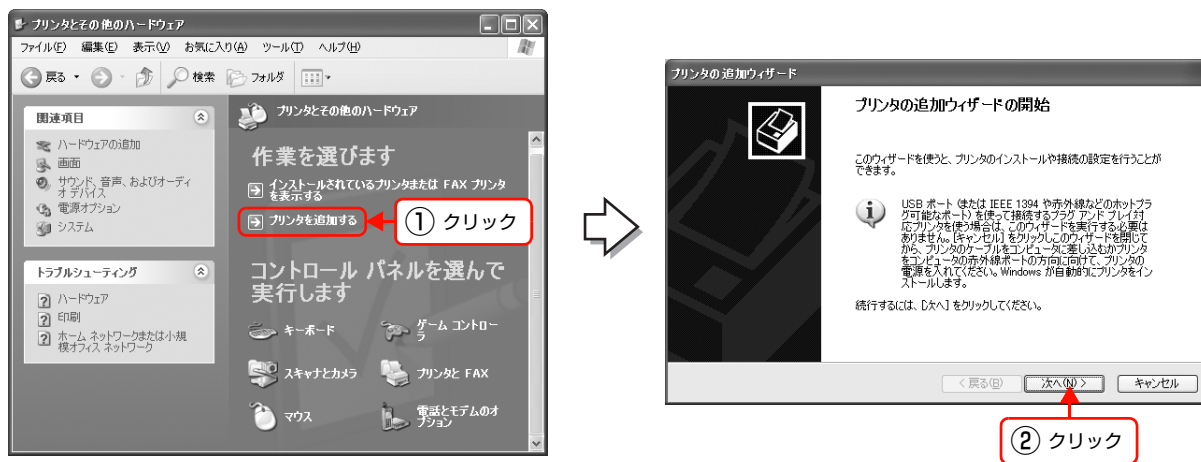 プリンタとその他のハードウェア
ファイル(F) 編集(E) 表示(V) お気に入り(A) ツール(T) ヘルプ(H)
戻る 検索 フォルダ
関連項目
ハードウェアの追加
画面
サウンド、音声、およびオーディ
オ デバイス
電源オプション
システム
トラブルシューティング
ハードウェア
印刷
ホーム ネットワークまたは小規
模オフィス ネットワーク
プリンタとその他のハードウェア
作業を選びます
インストールされているプリンタまたは FAX プリンタ
を表示する
プリンタを追加する
① クリック
コントロール パネルを選んで
実行します
キーボード
ゲーム コントロー
ラ
スキャナとカメラ
プリンタと FAX
マウス
電話とモデムのオ
プション
プリンタの追加ウィザード
プリンタの追加ウィザードの開始
このウィザードを使うと、プリンタのインストールや接続の設定を行うことが
できます。
USB ポート (または IEEE 1394 や赤外線などのホットプラ
グ可能なポート) を使って接続するプラグ アンド プレイ対
応プリンタを使う場合は、このウィザードを実行する必要は
ありません。[キャンセル] をクリックしこのウィザードを閉じて
から、プリンタのケーブルをコンピュータに差し込むかプリンタ
をコンピュータの赤外線ポートの方向に向けて、プリンタの
電源を入れてください。Windows が自動的にプリンタをイン
ストールします。
続行するには、[次へ] をクリックしてください。
< 戻る(B) 次へ(N) > キャンセル
② クリック